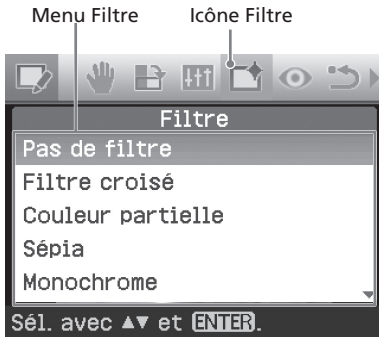 Menu Filtre Icône Filtre
Filtre
Pas de filtre
Filtre croisé
Couleur partielle
Sépia
Monochrome
Sél. avec ▲▼ et ENTER.